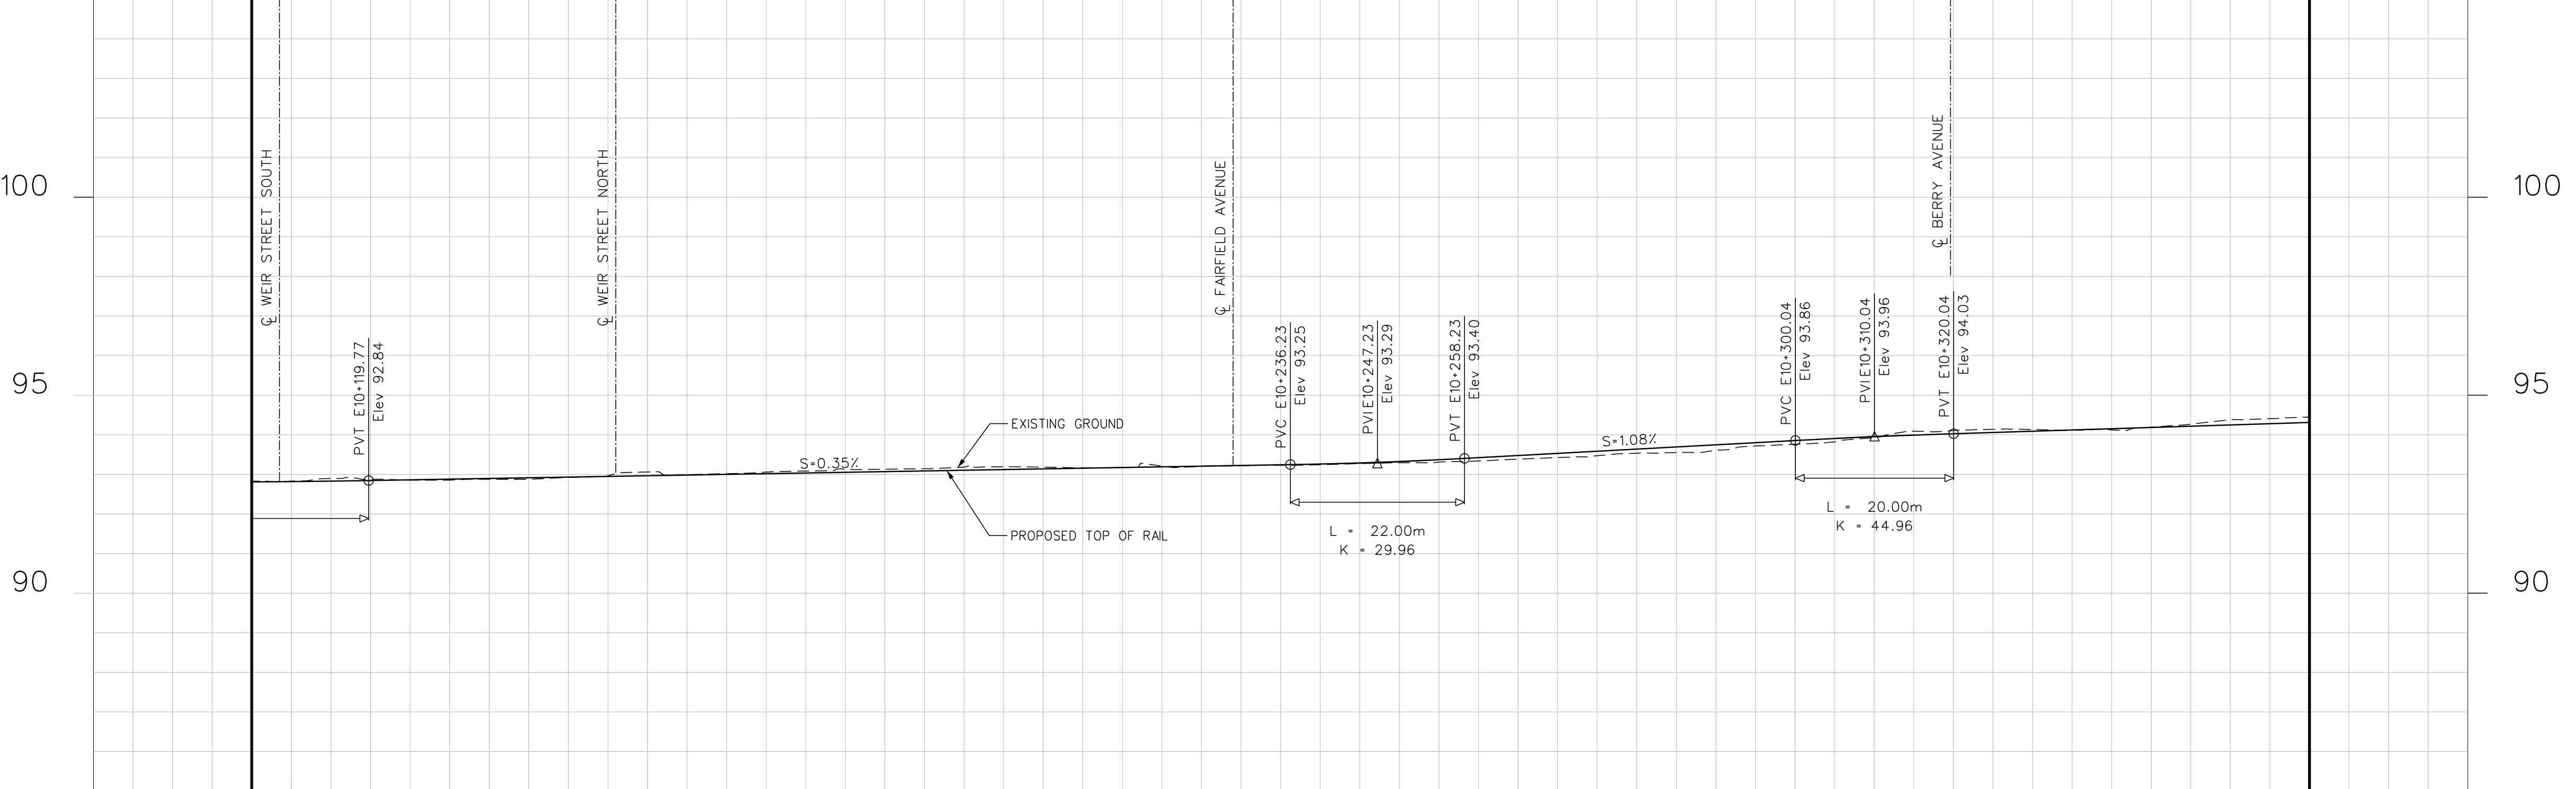 100
95
90
℄ WEIR STREET SOUTH
PVT E10+119.77
Elev 92.84
℄ WEIR STREET NORTH
S=0.35%
EXISTING GROUND
PROPOSED TOP OF RAIL
℄ FAIRFIELD AVENUE
PVC E10+236.23
Elev 93.25
PVI E10+247.23
Elev 93.29
PVT E10+258.23
Elev 93.40
L = 22.00m
K = 29.96
S=1.08%
PVC E10+300.04
Elev 93.86
PVI E10+310.04
Elev 93.96
PVT E10+320.04
Elev 94.03
L = 20.00m
K = 44.96
℄ BERRY AVENUE
100
95
90